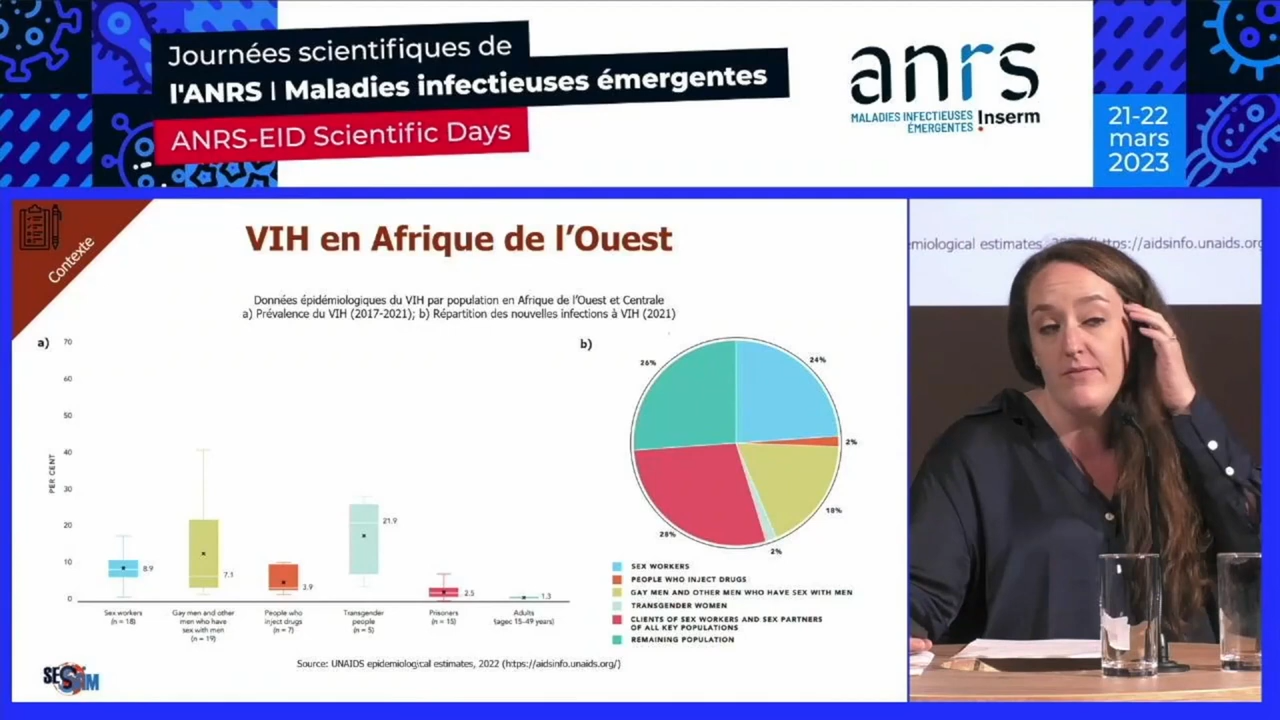 Journées scientifiques de
l'ANRS | Maladies infectieuses émergentes
ANRS-EID Scientific Days
anrs
MALADIES INFECTIEUSES
ÉMERGENTES
Inserm
21-22
mars
2023
Contexte
VIH en Afrique de l'Ouest
Données épidémiologiques du VIH par population en Afrique de l'Ouest et Centrale
a) Prévalence du VIH (2017-2021); b) Répartition des nouvelles infections à VIH (2021)
a)
70
60
50
40
30
20
10
0
PER CENT
8.9
7.1
3.9
21.9
2.5
1.3
Sex workers
(n = 18)
Gay men and other
men who have
sex with men
(n = 19)
People who
inject drugs
(n = 7)
Transgender
people
(n = 5)
Prisoners
(n = 15)
Adults
(aged 15–49 years)
b)
26%
24%
2%
18%
2%
28%
SEX WORKERS
PEOPLE WHO INJECT DRUGS
GAY MEN AND OTHER MEN WHO HAVE SEX WITH MEN
TRANSGENDER WOMEN
CLIENTS OF SEX WORKERS AND SEX PARTNERS
OF ALL KEY POPULATIONS
REMAINING POPULATION
Source: UNAIDS epidemiological estimates, 2022 (https://aidsinfo.unaids.org/)
SESSTIM
emiological estimates, (https://aidsinfo.unaids.org